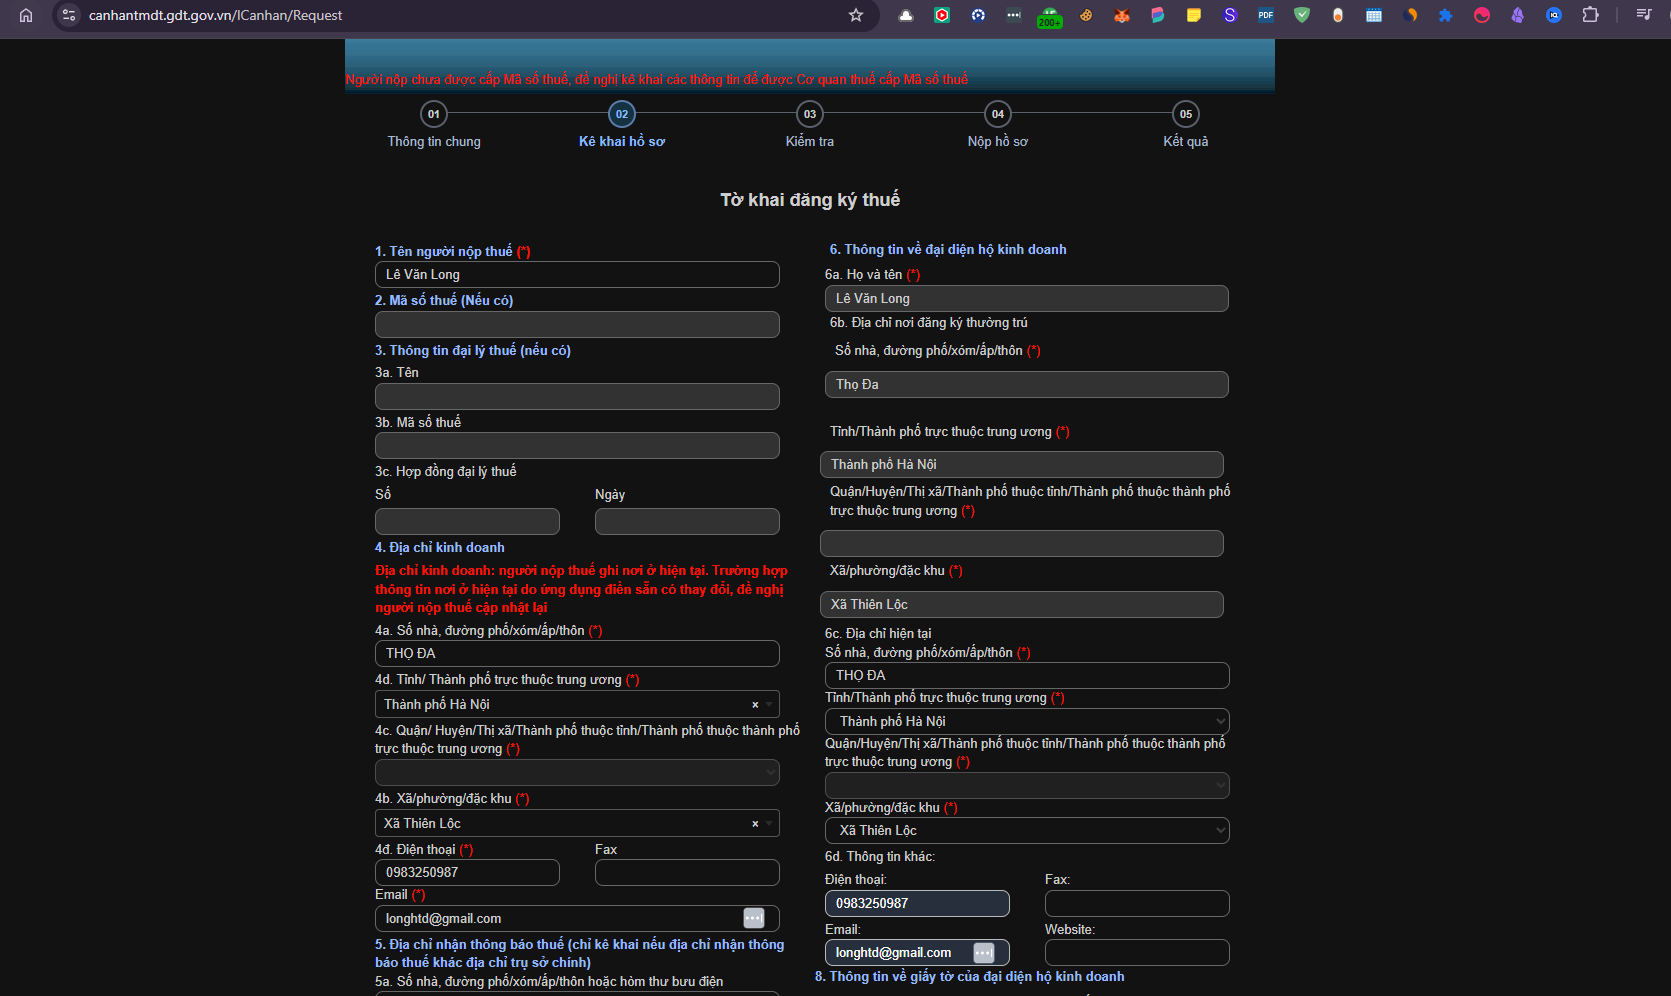 canhantmdt.gdt.gov.vn/ICanhan/Request
200+
PDF
Người nộp chưa được cấp Mã số thuế, đề nghị kê khai các thông tin để được Cơ quan thuế cấp Mã số thuế
01
02
03
04
05
Thông tin chung
Kê khai hồ sơ
Kiểm tra
Nộp hồ sơ
Kết quả
Tờ khai đăng ký thuế
1. Tên người nộp thuế (*)
Lê Văn Long
2. Mã số thuế (Nếu có)
3. Thông tin đại lý thuế (nếu có)
3a. Tên
3b. Mã số thuế
3c. Hợp đồng đại lý thuế
Số
Ngày
4. Địa chỉ kinh doanh
Địa chỉ kinh doanh: người nộp thuế ghi nơi ở hiện tại. Trường hợp
thông tin nơi ở hiện tại do ứng dụng điền sẵn có thay đổi, đề nghị
người nộp thuế cập nhật lại
4a. Số nhà, đường phố/xóm/ấp/thôn (*)
THỌ ĐA
4d. Tỉnh/ Thành phố trực thuộc trung ương (*)
Thành phố Hà Nội
×
4c. Quận/ Huyện/Thị xã/Thành phố thuộc tỉnh/Thành phố thuộc thành phố
trực thuộc trung ương (*)
4b. Xã/phường/đặc khu (*)
Xã Thiên Lộc
×
4đ. Điện thoại (*)
Fax
0983250987
Email (*)
longhtd@gmail.com
5. Địa chỉ nhận thông báo thuế (chỉ kê khai nếu địa chỉ nhận thông
báo thuế khác địa chỉ trụ sở chính)
5a. Số nhà, đường phố/xóm/ấp/thôn hoặc hòm thư bưu điện
6. Thông tin về đại diện hộ kinh doanh
6a. Họ và tên (*)
Lê Văn Long
6b. Địa chỉ nơi đăng ký thường trú
Số nhà, đường phố/xóm/ấp/thôn (*)
Thọ Đa
Tỉnh/Thành phố trực thuộc trung ương (*)
Thành phố Hà Nội
Quận/Huyện/Thị xã/Thành phố thuộc tỉnh/Thành phố thuộc thành phố
trực thuộc trung ương (*)
Xã/phường/đặc khu (*)
Xã Thiên Lộc
6c. Địa chỉ hiện tại
Số nhà, đường phố/xóm/ấp/thôn (*)
THỌ ĐA
Tỉnh/Thành phố trực thuộc trung ương (*)
Thành phố Hà Nội
Quận/Huyện/Thị xã/Thành phố thuộc tỉnh/Thành phố thuộc thành phố
trực thuộc trung ương (*)
Xã/phường/đặc khu (*)
Xã Thiên Lộc
6d. Thông tin khác:
Điện thoại:
Fax:
0983250987
Email:
Website:
longhtd@gmail.com
8. Thông tin về giấy tờ của đại diện hộ kinh doanh